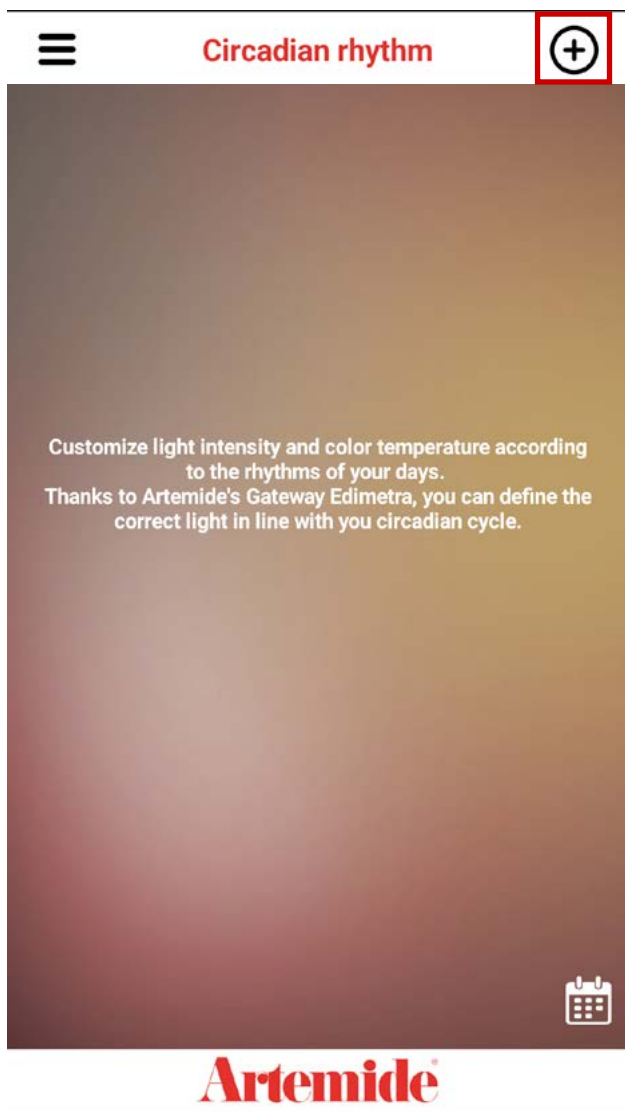 Circadian rhythm
Customize light intensity and color temperature according
to the rhythms of your days.
Thanks to Artemide's Gateway Edimetra, you can define the
correct light in line with you circadian cycle.
Artemide®